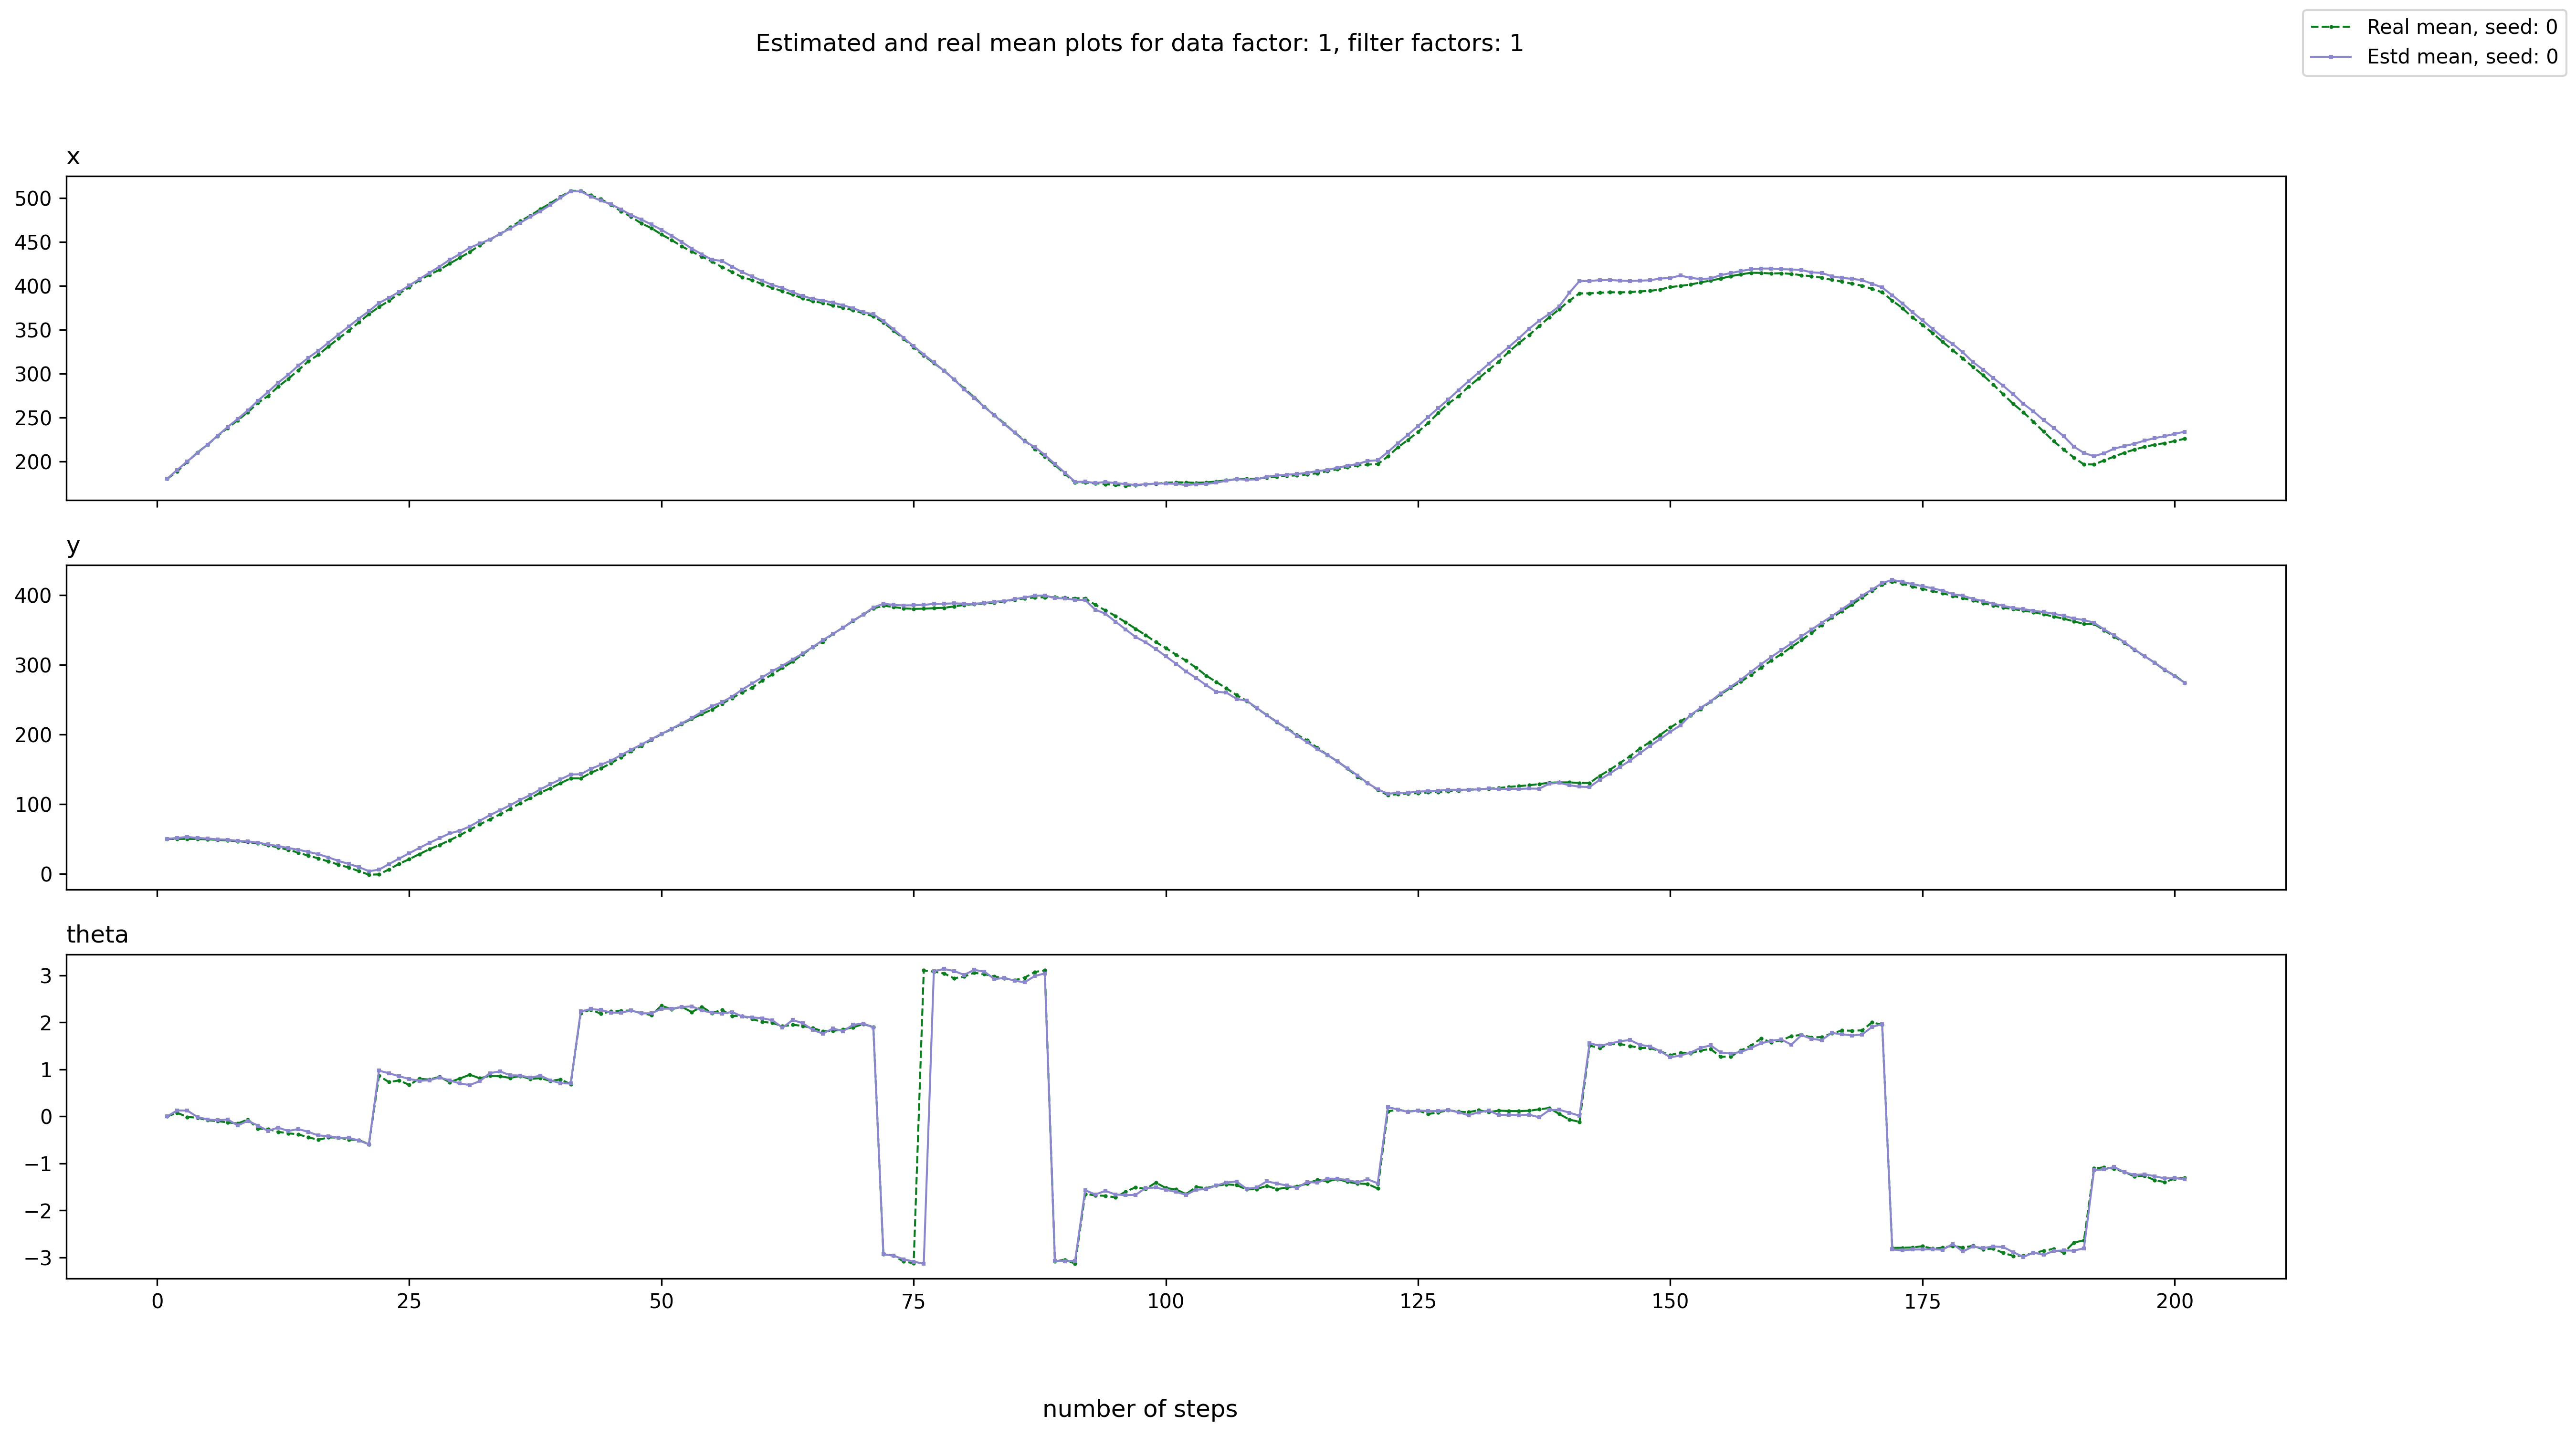 Estimated and real mean plots for data factor: 1, filter factors: 1
Real mean, seed: 0
Estd mean, seed: 0
x
500
450
400
350
300
250
200
y
400
300
200
100
0
theta
3
2
1
0
−1
−2
−3
0 25 50 75 100 125 150 175 200
number of steps